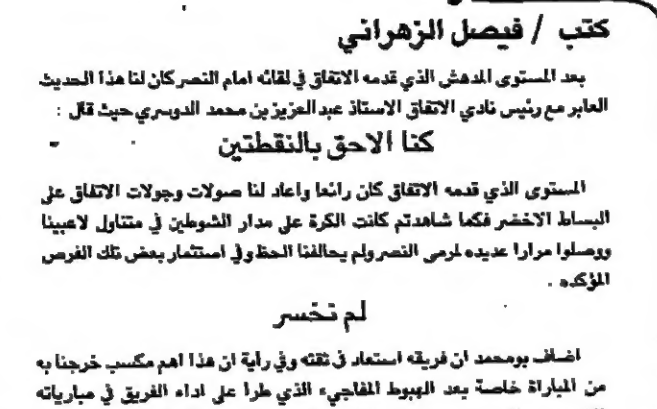 كتب / فيصل الزهراني
بعد المستوى المدهش الذي قدمه الاتفاق في لقائه امام النصر كان لنا هذا الحديث
العابر مع رئيس نادي الاتفاق الاستاذ عبد العزيز بن محمد الدوسري حيث قال :
كنا الاحق بالنقطتين
المستوى الذي قدمه الاتفاق كان رائعا واعاد لنا صولات وجولات الاتفاق على
البساط الاخضر فكما شاهدتم كانت الكرة على مدار الشوطين في متناول لاعبينا
ووصلوا مرارا عديده لمرمى النصر ولم يحالفنا الحظ وفي استثمار بعض تلك الفرص
المؤكده .
لم نخسر
اضاف بومحمد ان فريقه استعاد ثقته وفي راية ان هذا اهم مكسب خرجنا به
من المباراة خاصة بعد الهبوط المفاجيء الذي طرا على اداء الفريق في مبارياته